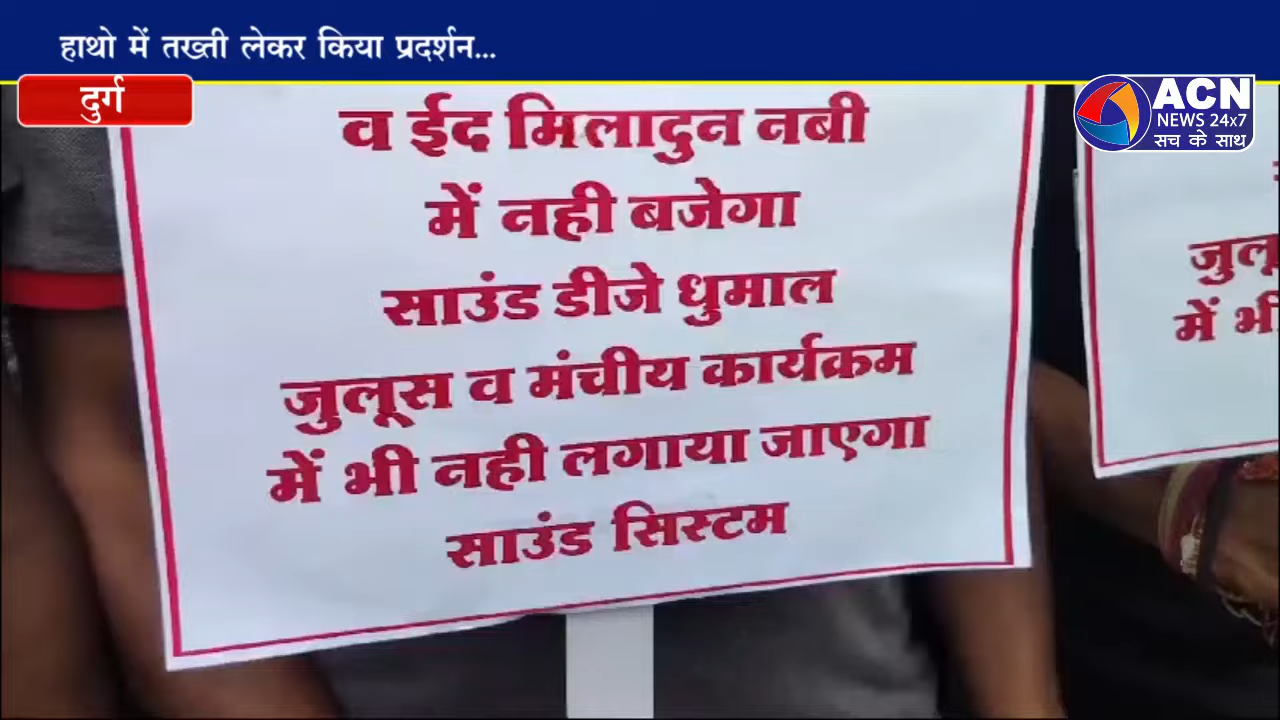 हाथो में तख्ती लेकर किया प्रदर्शन...
दुर्ग
ACN
NEWS 24x7
सच के साथ
व ईद मिलादुन नबी
में नही बजेगा
साउंड डीजे धुमाल
जुलूस व मंचीय कार्यक्रम
में भी नही लगाया जाएगा
साउंड सिस्टम
में भी